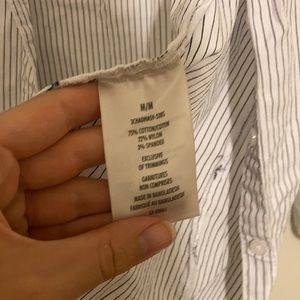 M/M
75% COTTON/COTON
22% NYLON
3% SPANDEX
EXCLUSIVE
OF TRIMMINGS
GARNITURES
NON COMPRISES
MADE IN BANGLADESH
FABRIQUÉ AU BANGLADESH